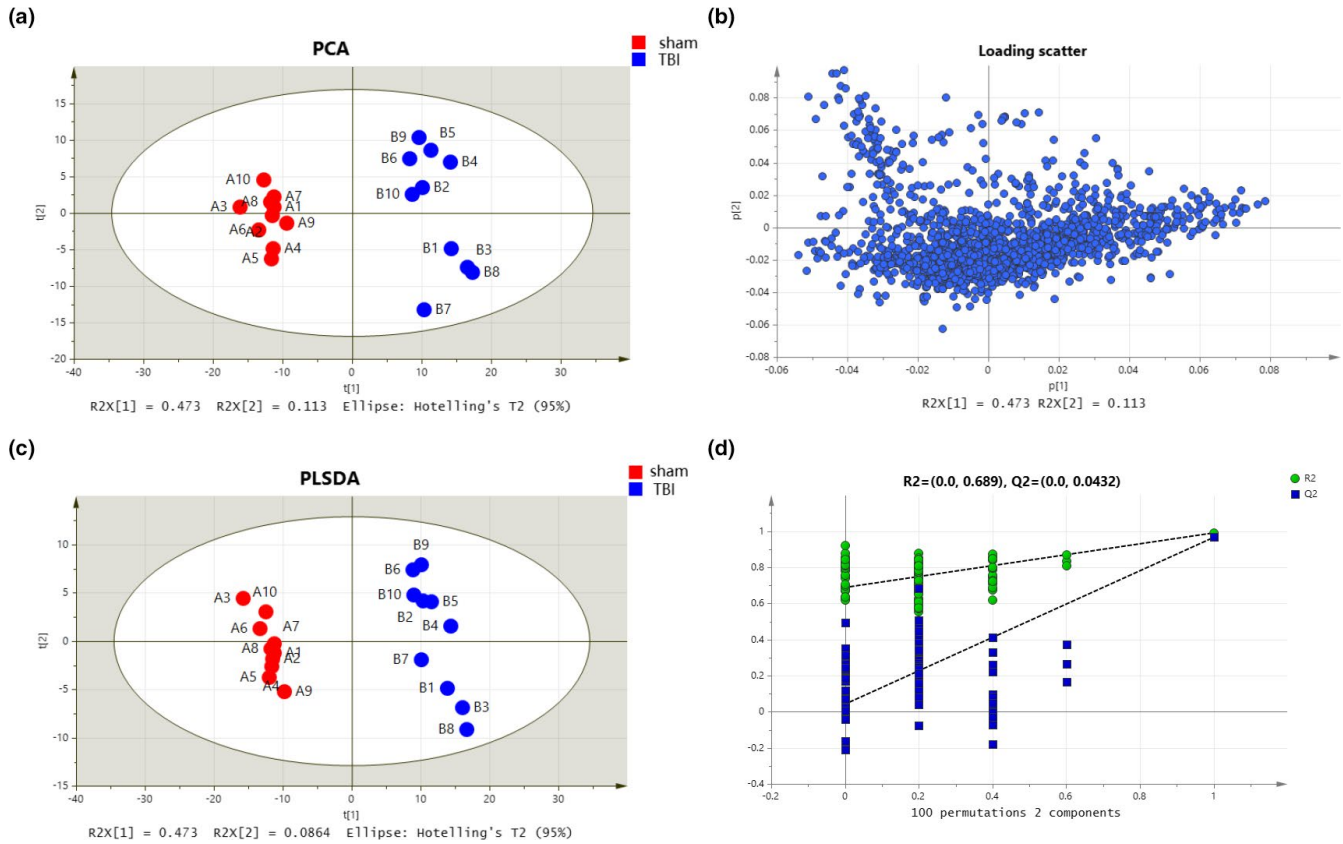 (a)
PCA
sham
TBI
t[2]
15
10
5
0
-5
-10
-15
-20
-40
-30
-20
-10
0
10
20
30
t[1]
A10
A7
A8
A1
A3
A9
A6
A2
A4
A5
B9
B5
B6
B4
B2
B10
B1
B3
B8
B7
R2X[1] = 0.473 R2X[2] = 0.113 Ellipse: Hotelling's T2 (95%)
(b)
Loading scatter
p[2]
0.08
0.06
0.04
0.02
0
-0.02
-0.04
-0.06
-0.08
-0.06
-0.04
-0.02
0
0.02
0.04
0.06
0.08
p[1]
R2X[1] = 0.473 R2X[2] = 0.113
(c)
PLSDA
sham
TBI
t[2]
10
5
0
-5
-10
-15
-40
-30
-20
-10
0
10
20
30
t[1]
A3
A10
A6
A7
A8
A1
A2
A5
A4
A9
B9
B6
B10
B5
B2
B4
B7
B1
B3
B8
R2X[1] = 0.473 R2X[2] = 0.0864 Ellipse: Hotelling's T2 (95%)
(d)
R2=(0.0, 0.689), Q2=(0.0, 0.0432)
R2
Q2
1
0.8
0.6
0.4
0.2
0
-0.2
-0.4
-0.2
0
0.2
0.4
0.6
0.8
1
100 permutations 2 components